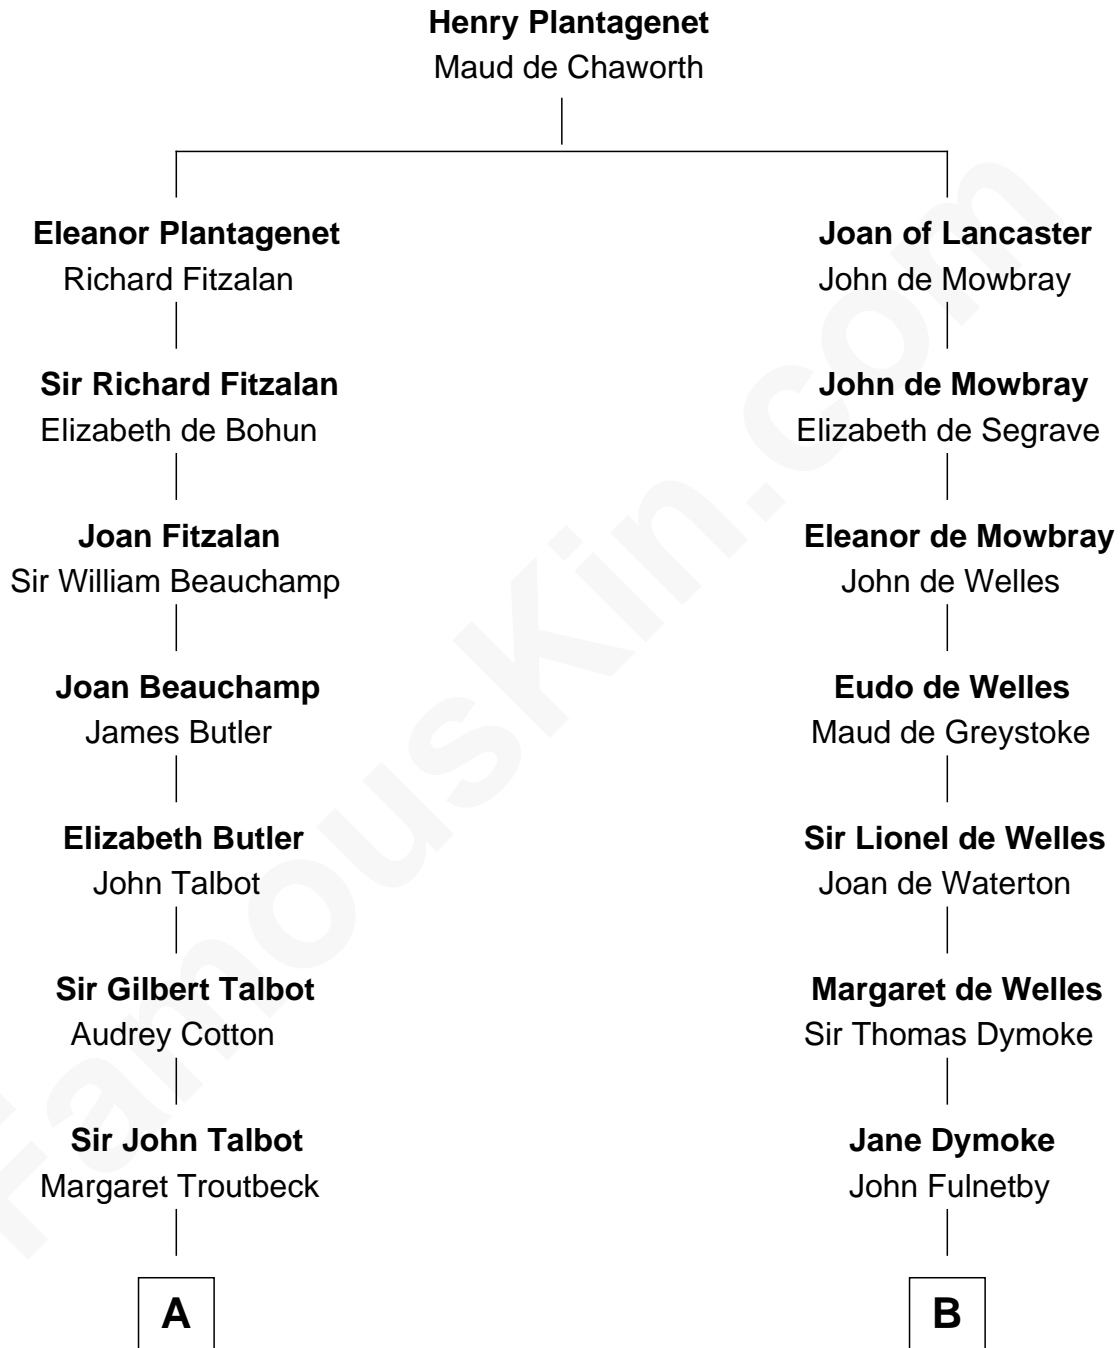 Henry Plantagenet
Maud de Chaworth
Eleanor Plantagenet
Richard Fitzalan
Sir Richard Fitzalan
Elizabeth de Bohun
Joan Fitzalan
Sir William Beauchamp
Joan Beauchamp
James Butler
Elizabeth Butler
John Talbot
Sir Gilbert Talbot
Audrey Cotton
Sir John Talbot
Margaret Troutbeck
A
Joan of Lancaster
John de Mowbray
John de Mowbray
Elizabeth de Segrave
Eleanor de Mowbray
John de Welles
Eudo de Welles
Maud de Greystoke
Sir Lionel de Welles
Joan de Waterton
Margaret de Welles
Sir Thomas Dymoke
Jane Dymoke
John Fulnetby
B
FamousKin.com